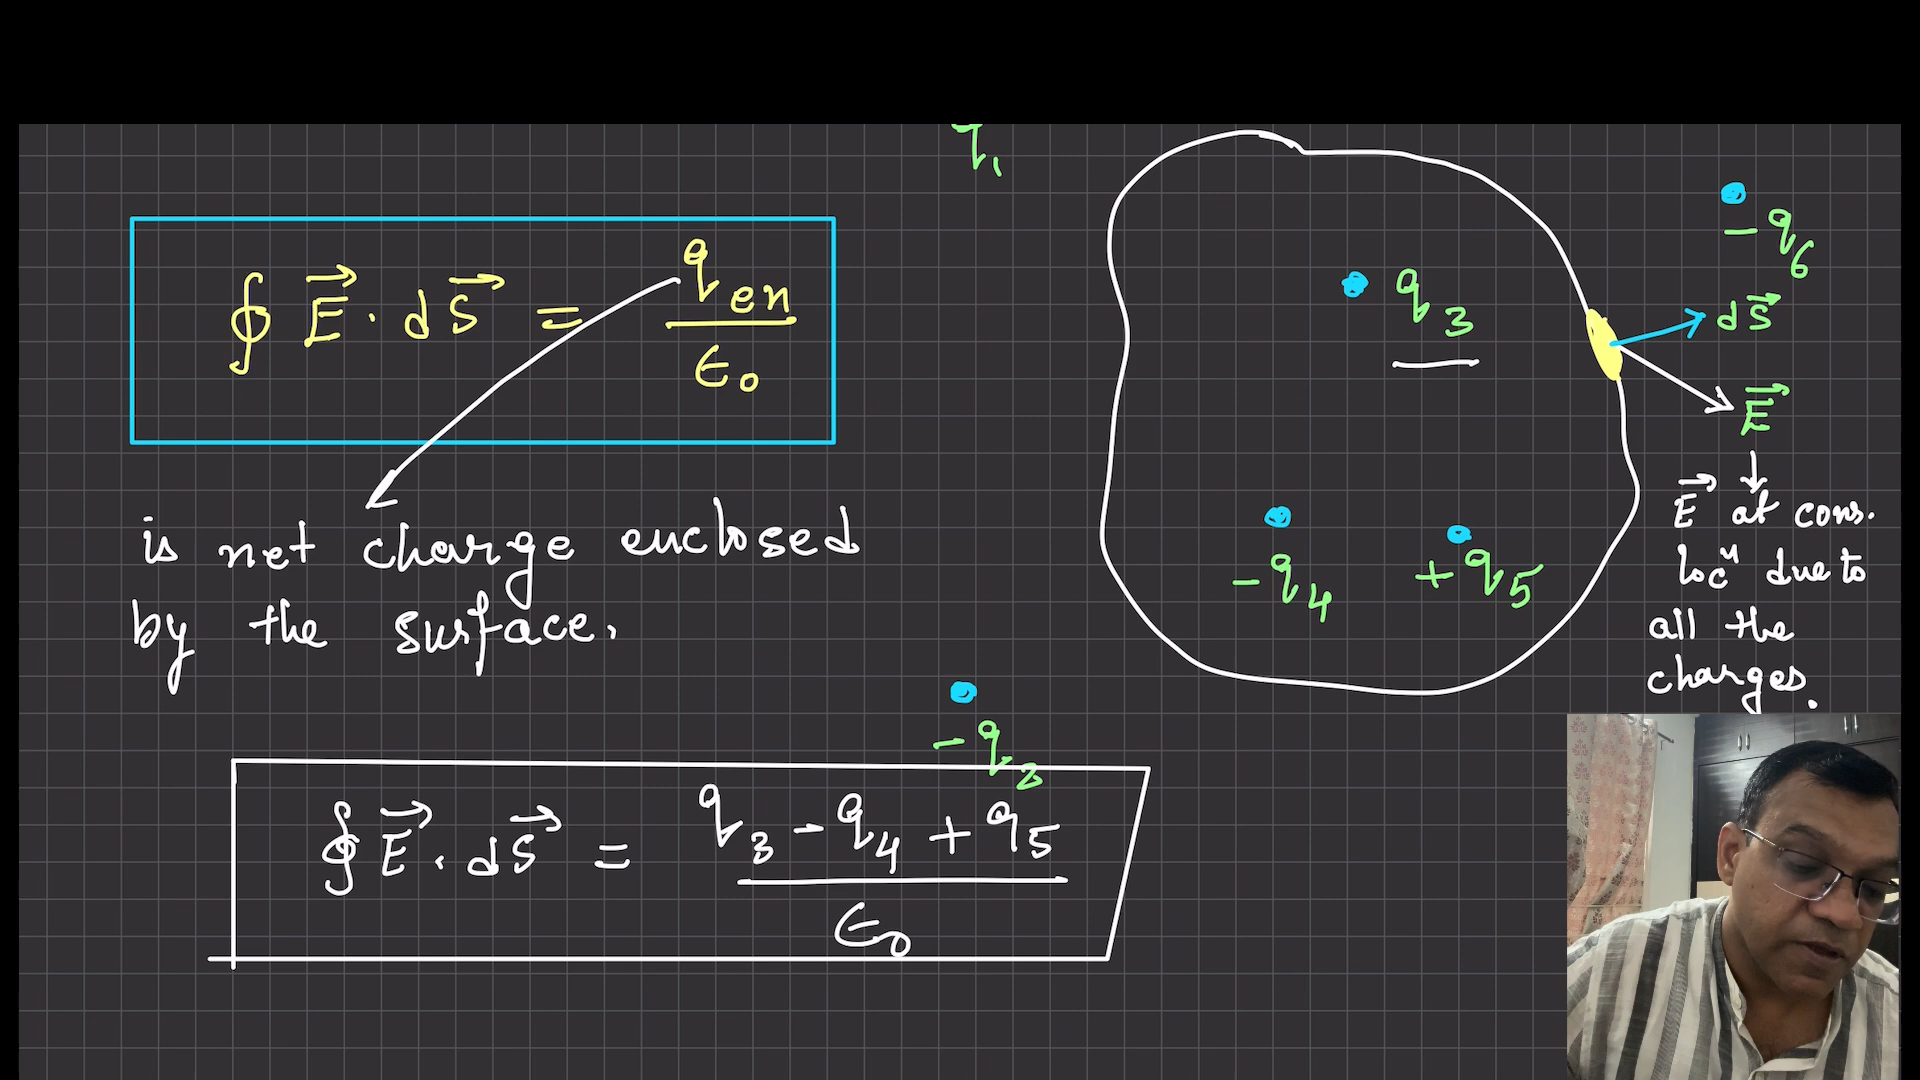 q₁
∮ E⃗ · dS⃗ = q_en / ε₀
is net charge enclosed
by the surface.
q₃
-q₄
+q₅
-q₆
dS⃗
E⃗
E⃗ at cons.
locⁿ due to
all the
charges.
-q₂
∮ E⃗ · dS⃗ = (q₃ - q₄ + q₅) / ε₀